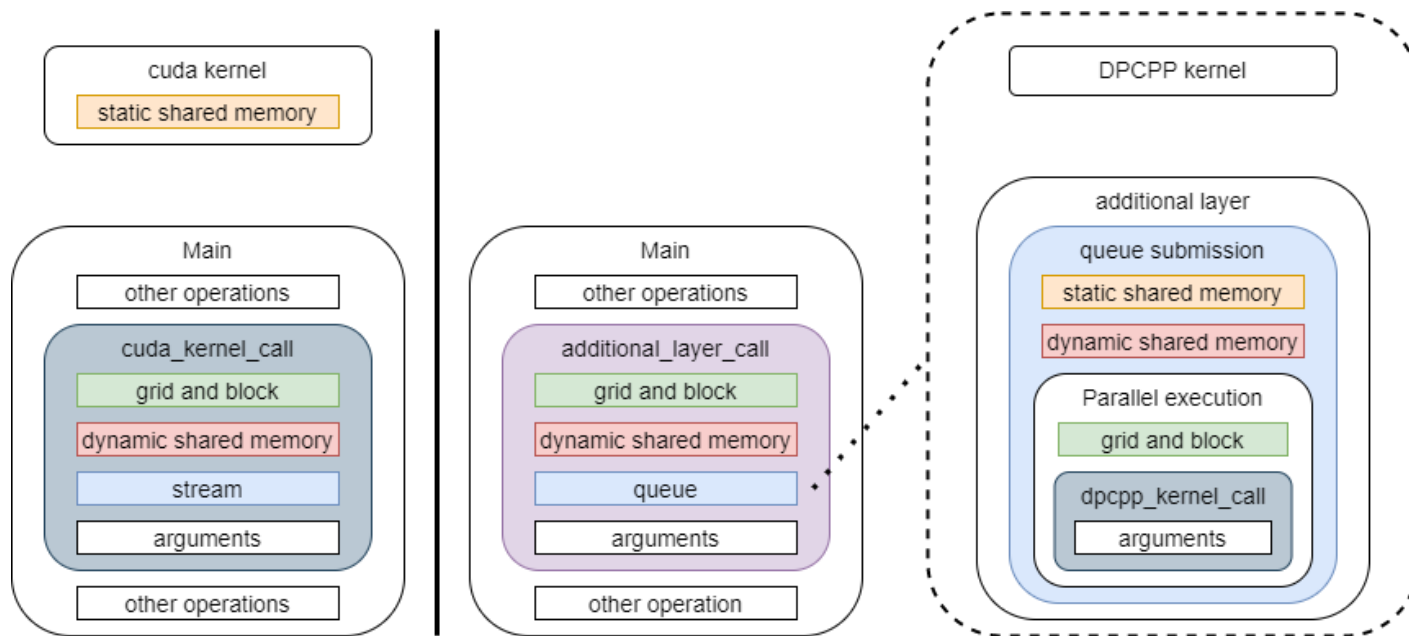 cuda kernel
static shared memory
Main
other operations
cuda_kernel_call
grid and block
dynamic shared memory
stream
arguments
other operations
Main
other operations
additional_layer_call
grid and block
dynamic shared memory
queue
arguments
other operation
DPCPP kernel
additional layer
queue submission
static shared memory
dynamic shared memory
Parallel execution
grid and block
dpcpp_kernel_call
arguments